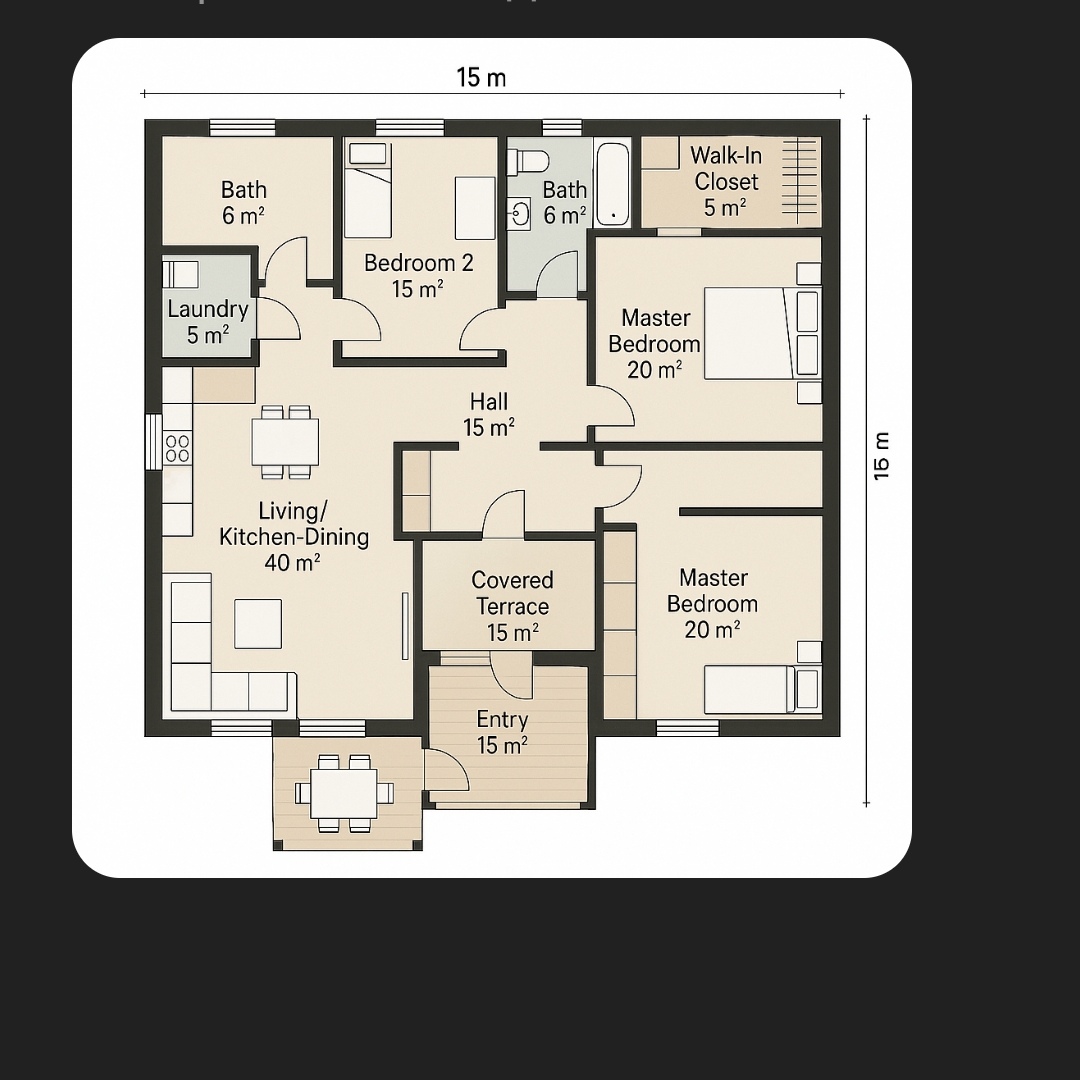 15 m
Bath
6 m²
Bedroom 2
15 m²
Bath
6 m²
Walk-In
Closet
5 m²
Laundry
5 m²
Master
Bedroom
20 m²
Hall
15 m²
15 m
Living/
Kitchen-Dining
40 m²
Covered
Terrace
15 m²
Master
Bedroom
20 m²
Entry
15 m²